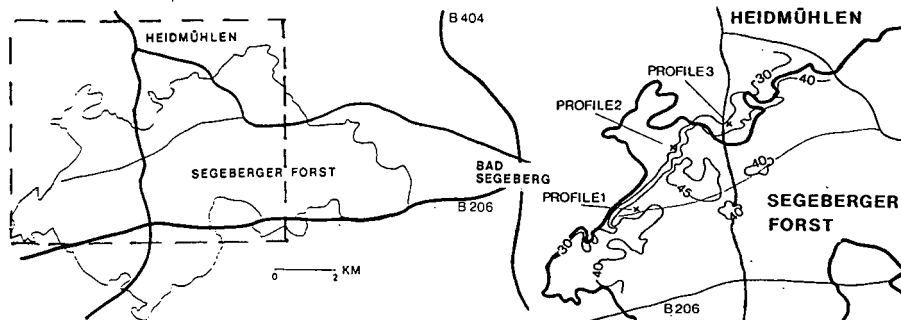 B 404
HEIDMÜHLEN
SEGEBERGER FORST
BAD
SEGEBERG
B 206
0 2 KM
HEIDMÜHLEN
PROFILE3
30
40
PROFILE2
40
45
PROFILE1
40
SEGEBERGER
FORST
30
40
B206